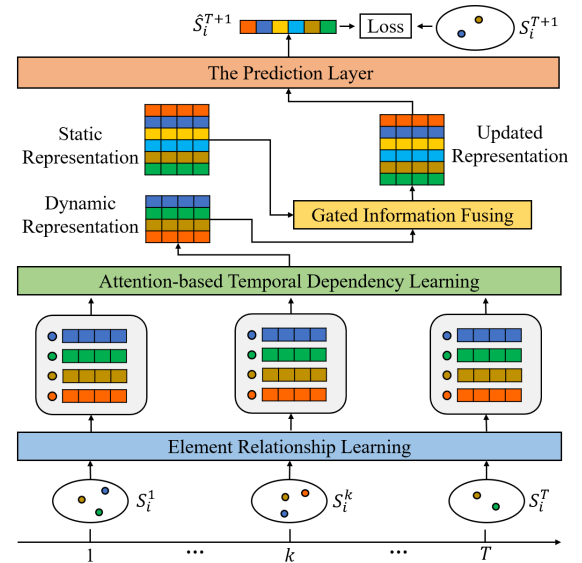 Ŝ_i^{T+1}
Loss
S_i^{T+1}
The Prediction Layer
Static
Representation
Updated
Representation
Dynamic
Representation
Gated Information Fusing
Attention-based Temporal Dependency Learning
Element Relationship Learning
S_i^1
S_i^k
S_i^T
1 ... k ... T